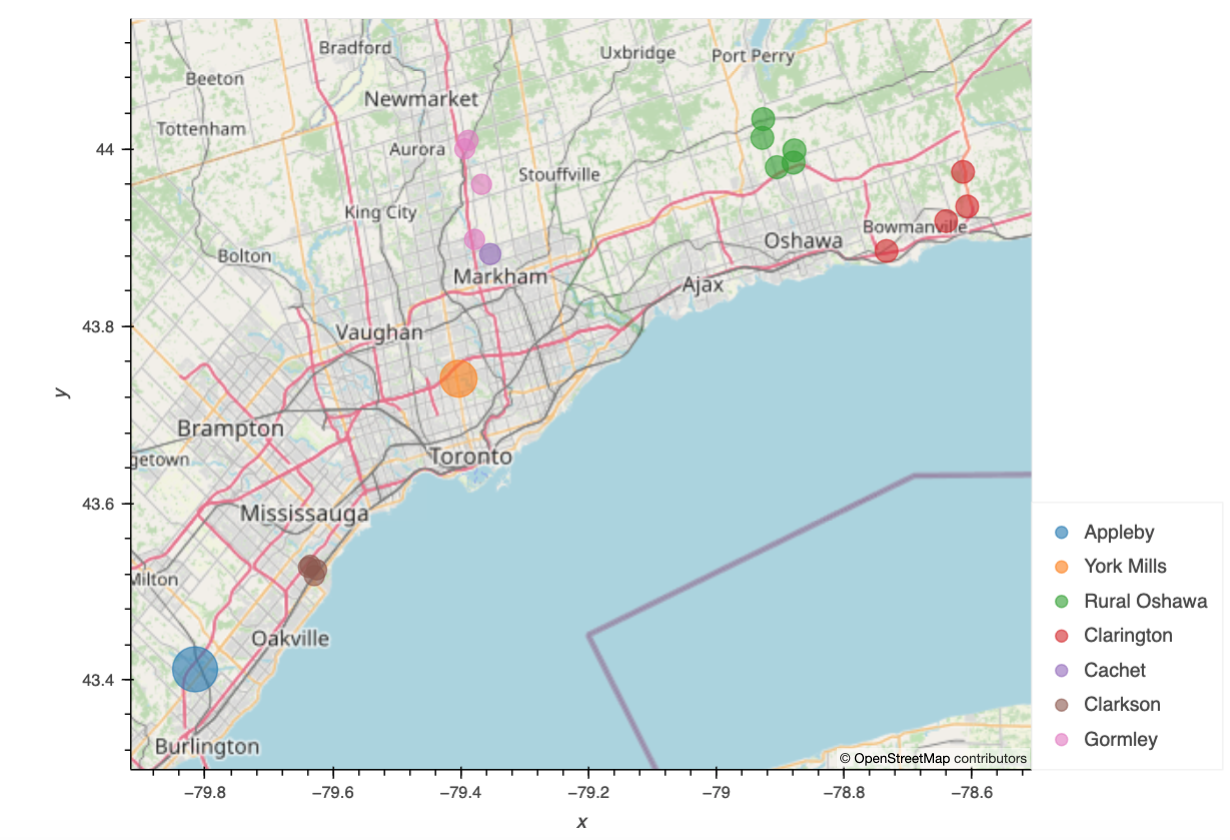 Bradford
Uxbridge
Port Perry
Beeton
Newmarket
Tottenham
Aurora
44
Stouffville
King City
Bowmanville
Oshawa
Bolton
Markham
Ajax
43.8
Vaughan
y
Brampton
Toronto
getown
43.6
Mississauga
Milton
Oakville
43.4
Burlington
Appleby
York Mills
Rural Oshawa
Clarington
Cachet
Clarkson
Gormley
© OpenStreetMap contributors
−79.8 −79.6 −79.4 −79.2 −79 −78.8 −78.6
x